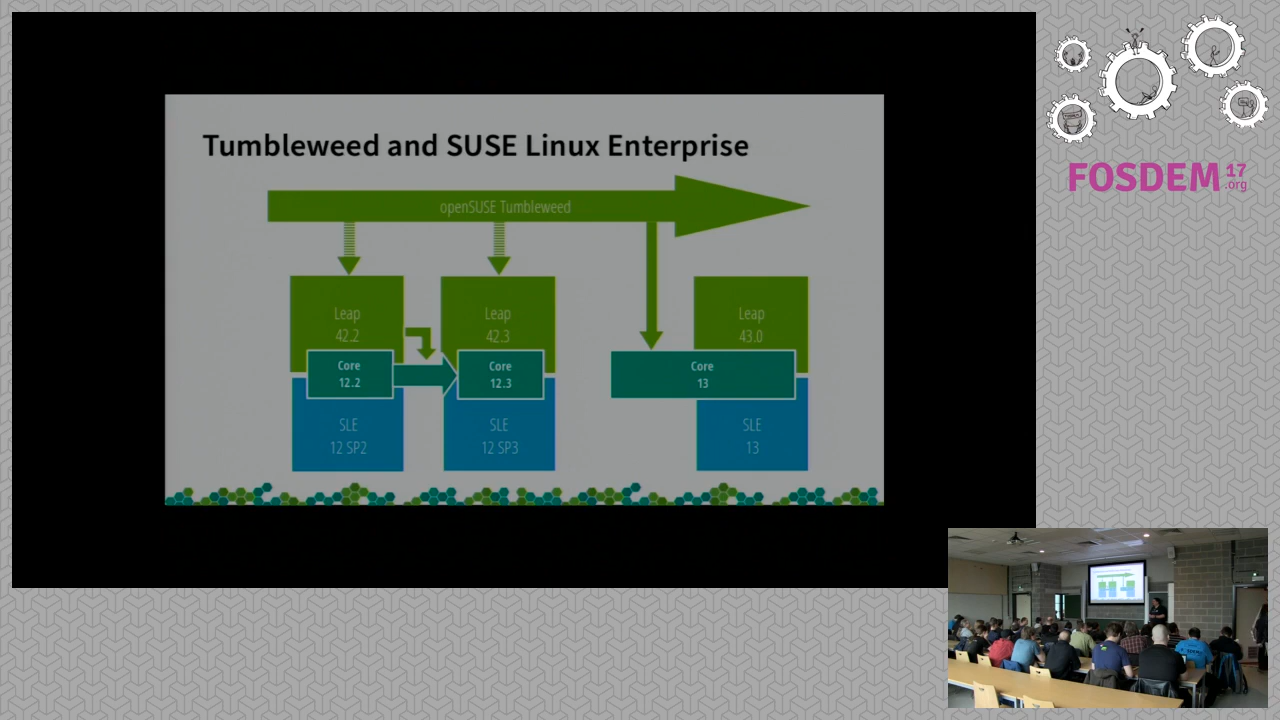 Tumbleweed and SUSE Linux Enterprise
openSUSE Tumbleweed
Leap
42.2
Leap
42.3
Leap
43.0
Core
12.2
Core
12.3
Core
13
SLE
12 SP2
SLE
12 SP3
SLE
13
FOSDEM 17
.org